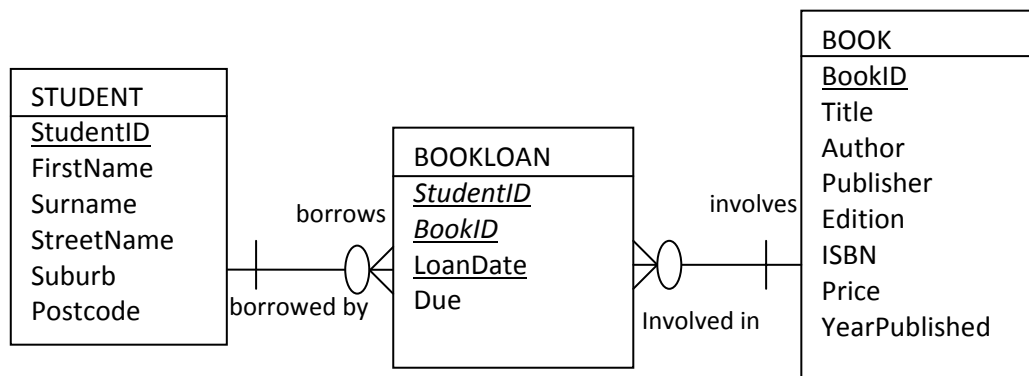 STUDENT
StudentID
FirstName
Surname
StreetName
Suburb
Postcode
borrows
borrowed by
BOOKLOAN
StudentID
BookID
LoanDate
Due
involves
Involved in
BOOK
BookID
Title
Author
Publisher
Edition
ISBN
Price
YearPublished